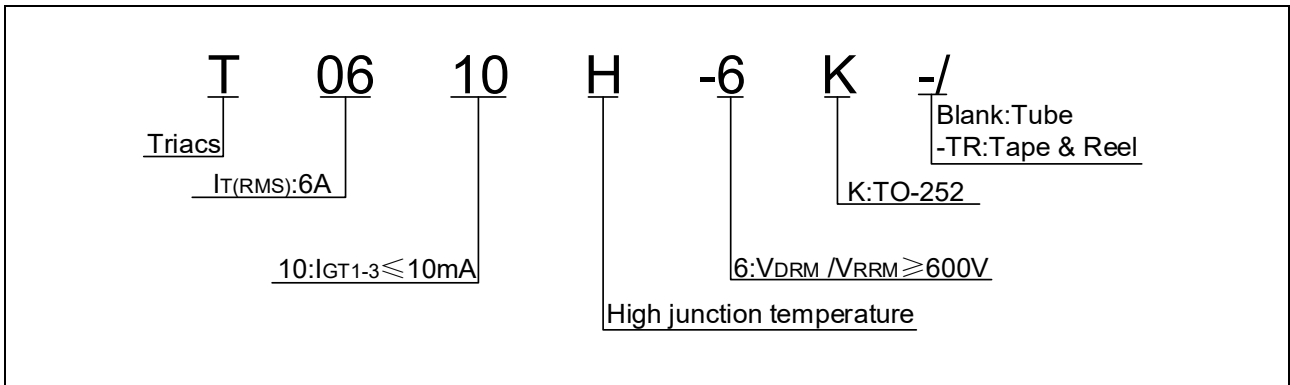 T 06 10 H -6 K -/
Blank:Tube
Triacs
-TR:Tape & Reel
IT(RMS):6A
K:TO-252
10:IGT1-3≤10mA
6:VDRM /VRRM≥600V
High junction temperature